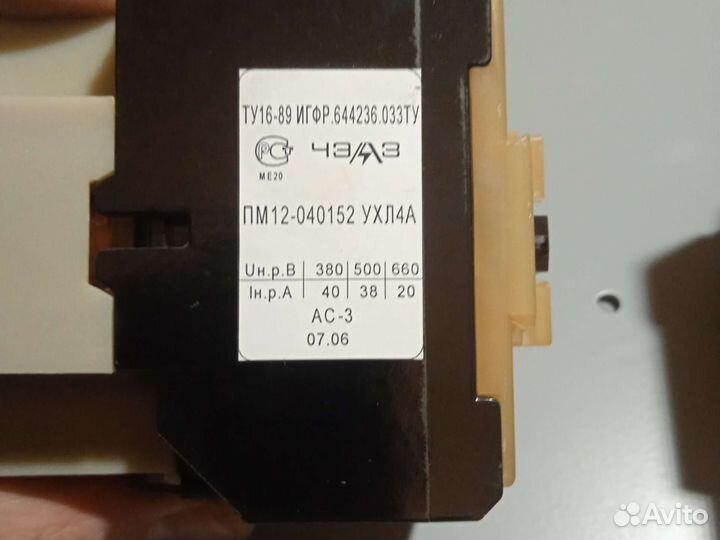 ТУ16-89 ИГФР.644236.033ТУ
РСТ ЧЭАЗ
МЕ20
ПМ12-040152 УХЛ4А
Uн.р.В 380 500 660
Iн.р.А 40 38 20
АС-3
07.06
Avito